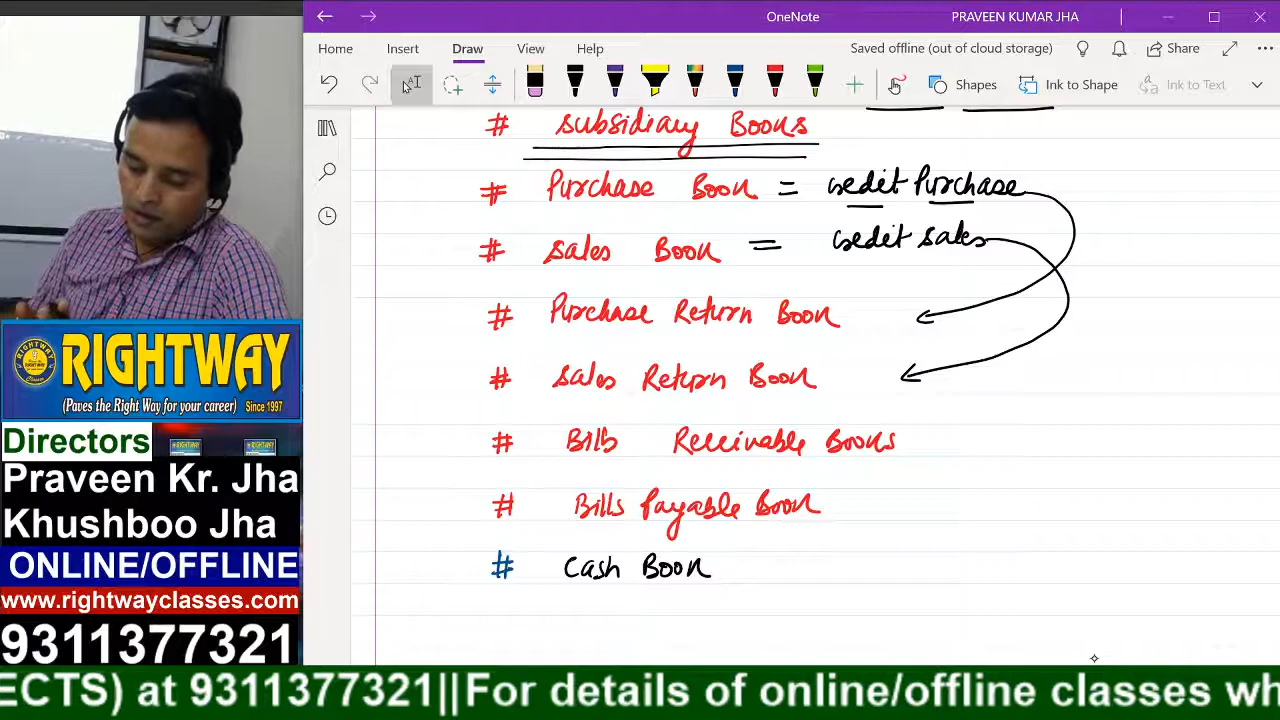 OneNote
PRAVEEN KUMAR JHA
Home Insert Draw View Help
Saved offline (out of cloud storage)
Share
Shapes
Ink to Shape
Ink to Text
# Subsidiary Books
# Purchase Book = credit Purchase
# Sales Book = credit sales
# Purchase Return Book
# Sales Return Book
# Bills Receivable Books
# Bills Payable Book
# Cash Book
RIGHTWAY
(Paves the Right Way for your career) Since 1997
Directors
Praveen Kr. Jha
Khushboo Jha
ONLINE/OFFLINE
www.rightwayclasses.com
9311377321
ECTS) at 9311377321||For details of online/offline classes wh